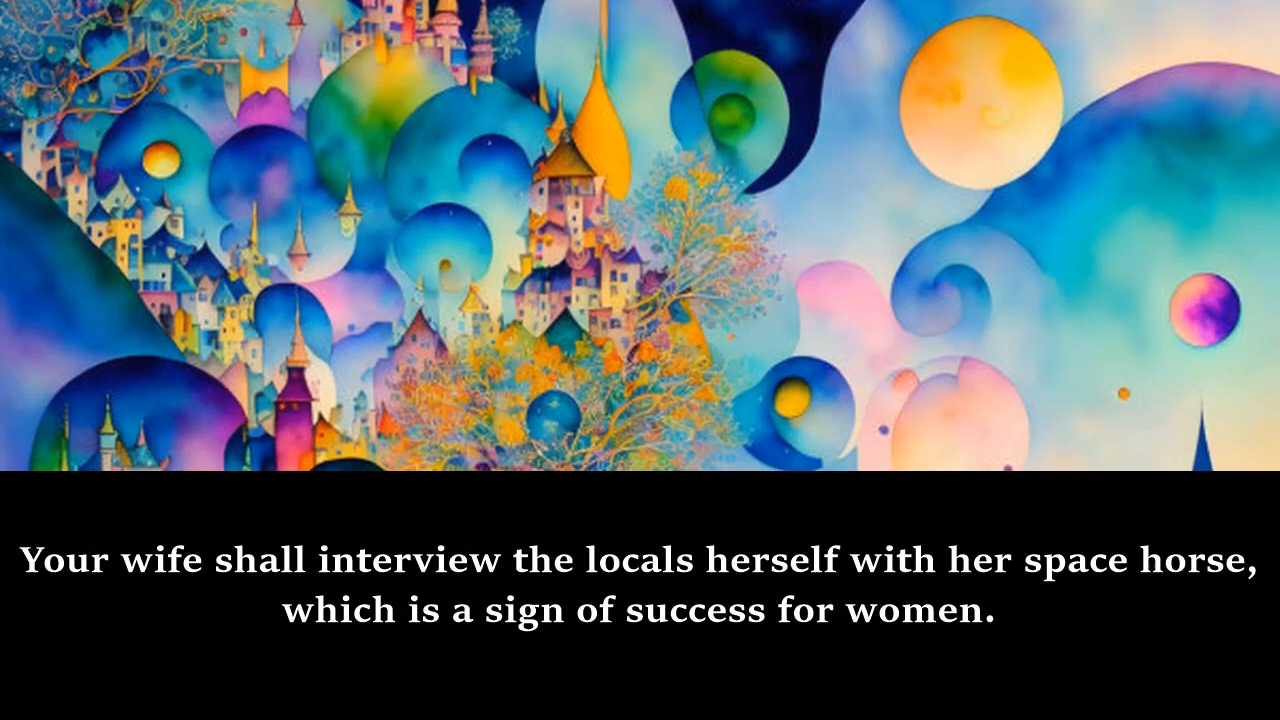 Your wife shall interview the locals herself with her space horse,
which is a sign of success for women.